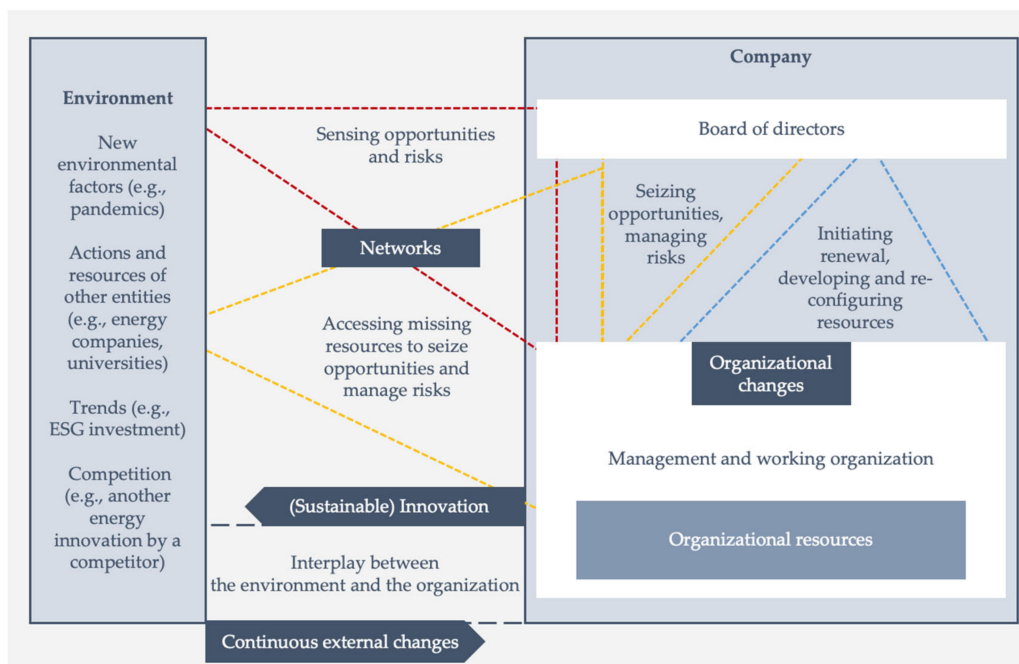 Environment
New
environmental
factors (e.g.,
pandemics)
Actions and
resources of
other entities
(e.g., energy
companies,
universities)
Trends (e.g.,
ESG investment)
Competition
(e.g., another
energy
innovation by a
competitor)
Sensing opportunities
and risks
Networks
Accessing missing
resources to seize
opportunities and
manage risks
(Sustainable) Innovation
Interplay between
the environment and the organization
Continuous external changes
Company
Board of directors
Seizing
opportunities,
managing
risks
Initiating
renewal,
developing and re-
configuring
resources
Organizational
changes
Management and working organization
Organizational resources